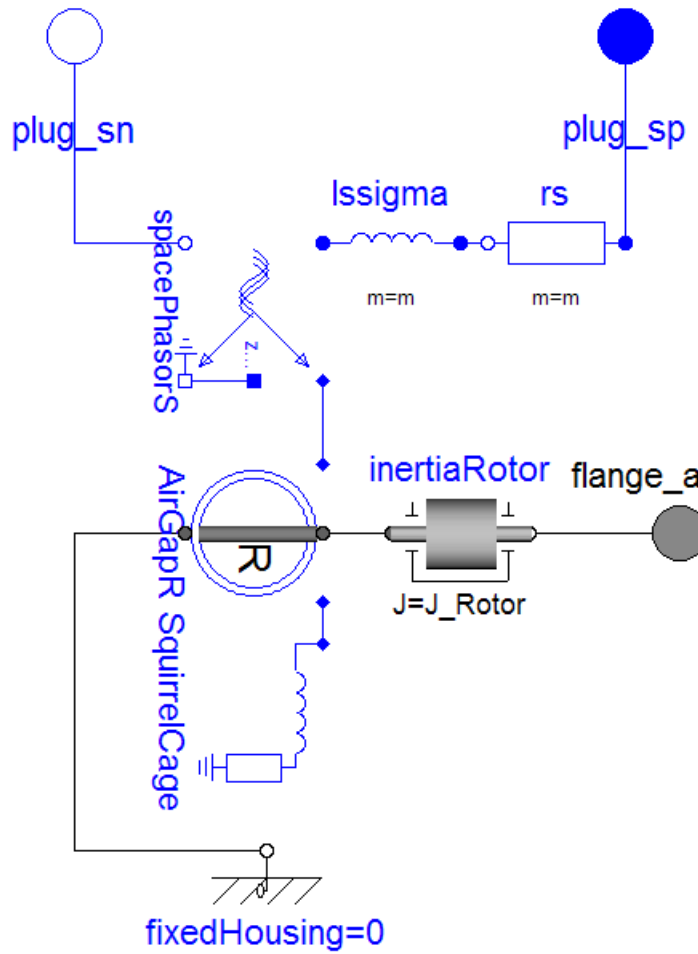 plug_sn
plug_sp
lssigma
rs
spacePhasorS
m=m
m=m
z...
AirGapR
inertiaRotor
flange_a
R
J=J_Rotor
SquirrelCage
fixedHousing=0